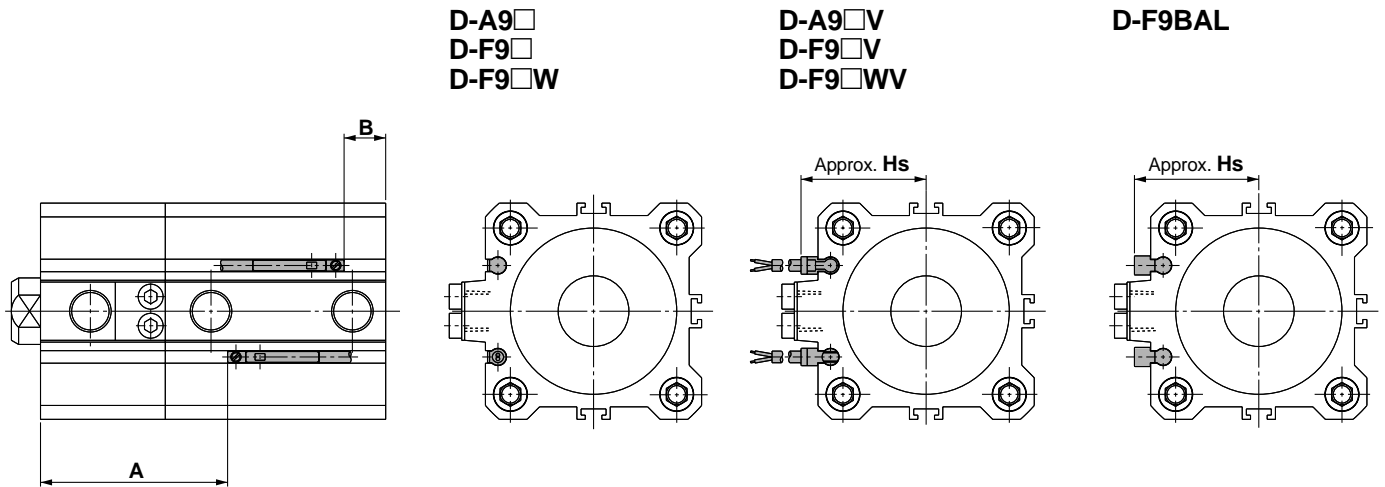 D-A9□
D-F9□
D-F9□W
D-A9□V
D-F9□V
D-F9□WV
D-F9BAL
B
Approx. Hs
Approx. Hs
A